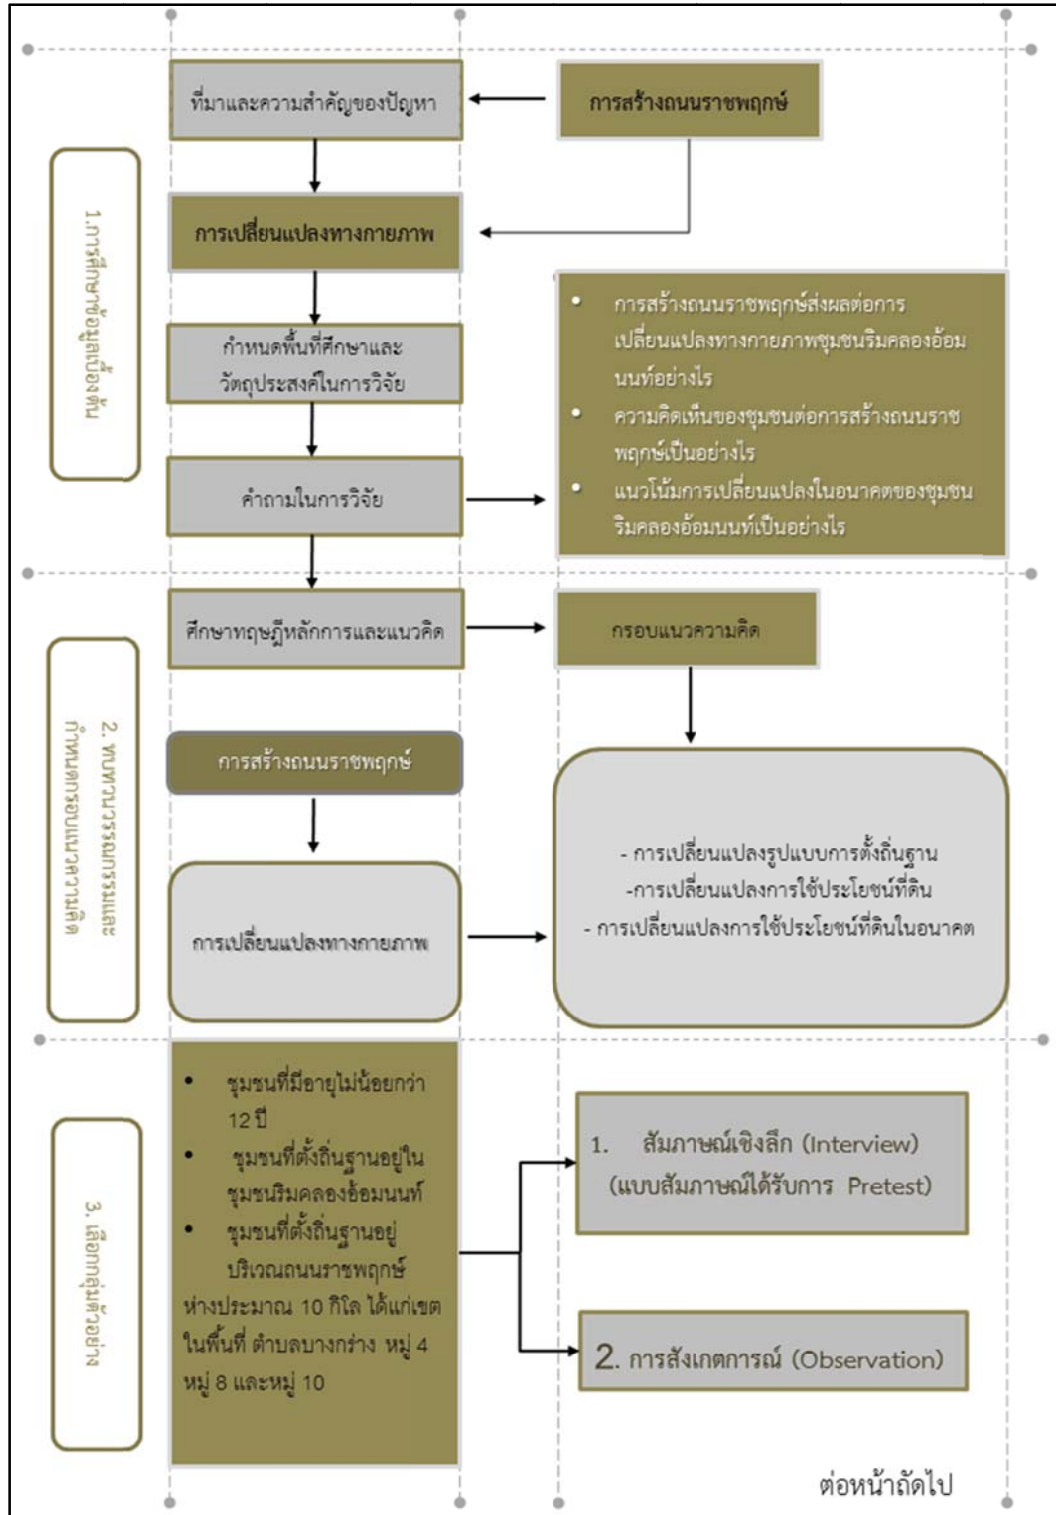 ที่มาและความสำคัญของปัญหา
การสร้างถนนราชพฤกษ์
1.การศึกษาข้อมูลเบื้องต้น
การเปลี่ยนแปลงทางกายภาพ
กำหนดพื้นที่ศึกษาและ
วัตถุประสงค์ในการวิจัย
คำถามในการวิจัย
• การสร้างถนนราชพฤกษ์ส่งผลต่อการ
เปลี่ยนแปลงทางกายภาพชุมชนริมคลองอ้อม
นนท์อย่างไร
• ความคิดเห็นของชุมชนต่อการสร้างถนนราช
พฤกษ์เป็นอย่างไร
• แนวโน้มการเปลี่ยนแปลงในอนาคตของชุมชน
ริมคลองอ้อมนนท์เป็นอย่างไร
2. ทบทวนวรรณกรรมและ
กำหนดกรอบแนวความคิด
ศึกษาทฤษฎีหลักการและแนวคิด
กรอบแนวความคิด
การสร้างถนนราชพฤกษ์
การเปลี่ยนแปลงทางกายภาพ
- การเปลี่ยนแปลงรูปแบบการตั้งถิ่นฐาน
-การเปลี่ยนแปลงการใช้ประโยชน์ที่ดิน
- การเปลี่ยนแปลงการใช้ประโยชน์ที่ดินในอนาคต
3. เลือกกลุ่มตัวอย่าง
• ชุมชนที่มีอายุไม่น้อยกว่า
12 ปี
• ชุมชนที่ตั้งถิ่นฐานอยู่ใน
ชุมชนริมคลองอ้อมนนท์
• ชุมชนที่ตั้งถิ่นฐานอยู่
บริเวณถนนราชพฤกษ์
ห่างประมาณ 10 กิโล ได้แก่เขต
ในพื้นที่ ตำบลบางกร่าง หมู่ 4
หมู่ 8 และหมู่ 10
1. สัมภาษณ์เชิงลึก (Interview)
(แบบสัมภาษณ์ได้รับการ Pretest)
2. การสังเกตการณ์ (Observation)
ต่อหน้าถัดไป